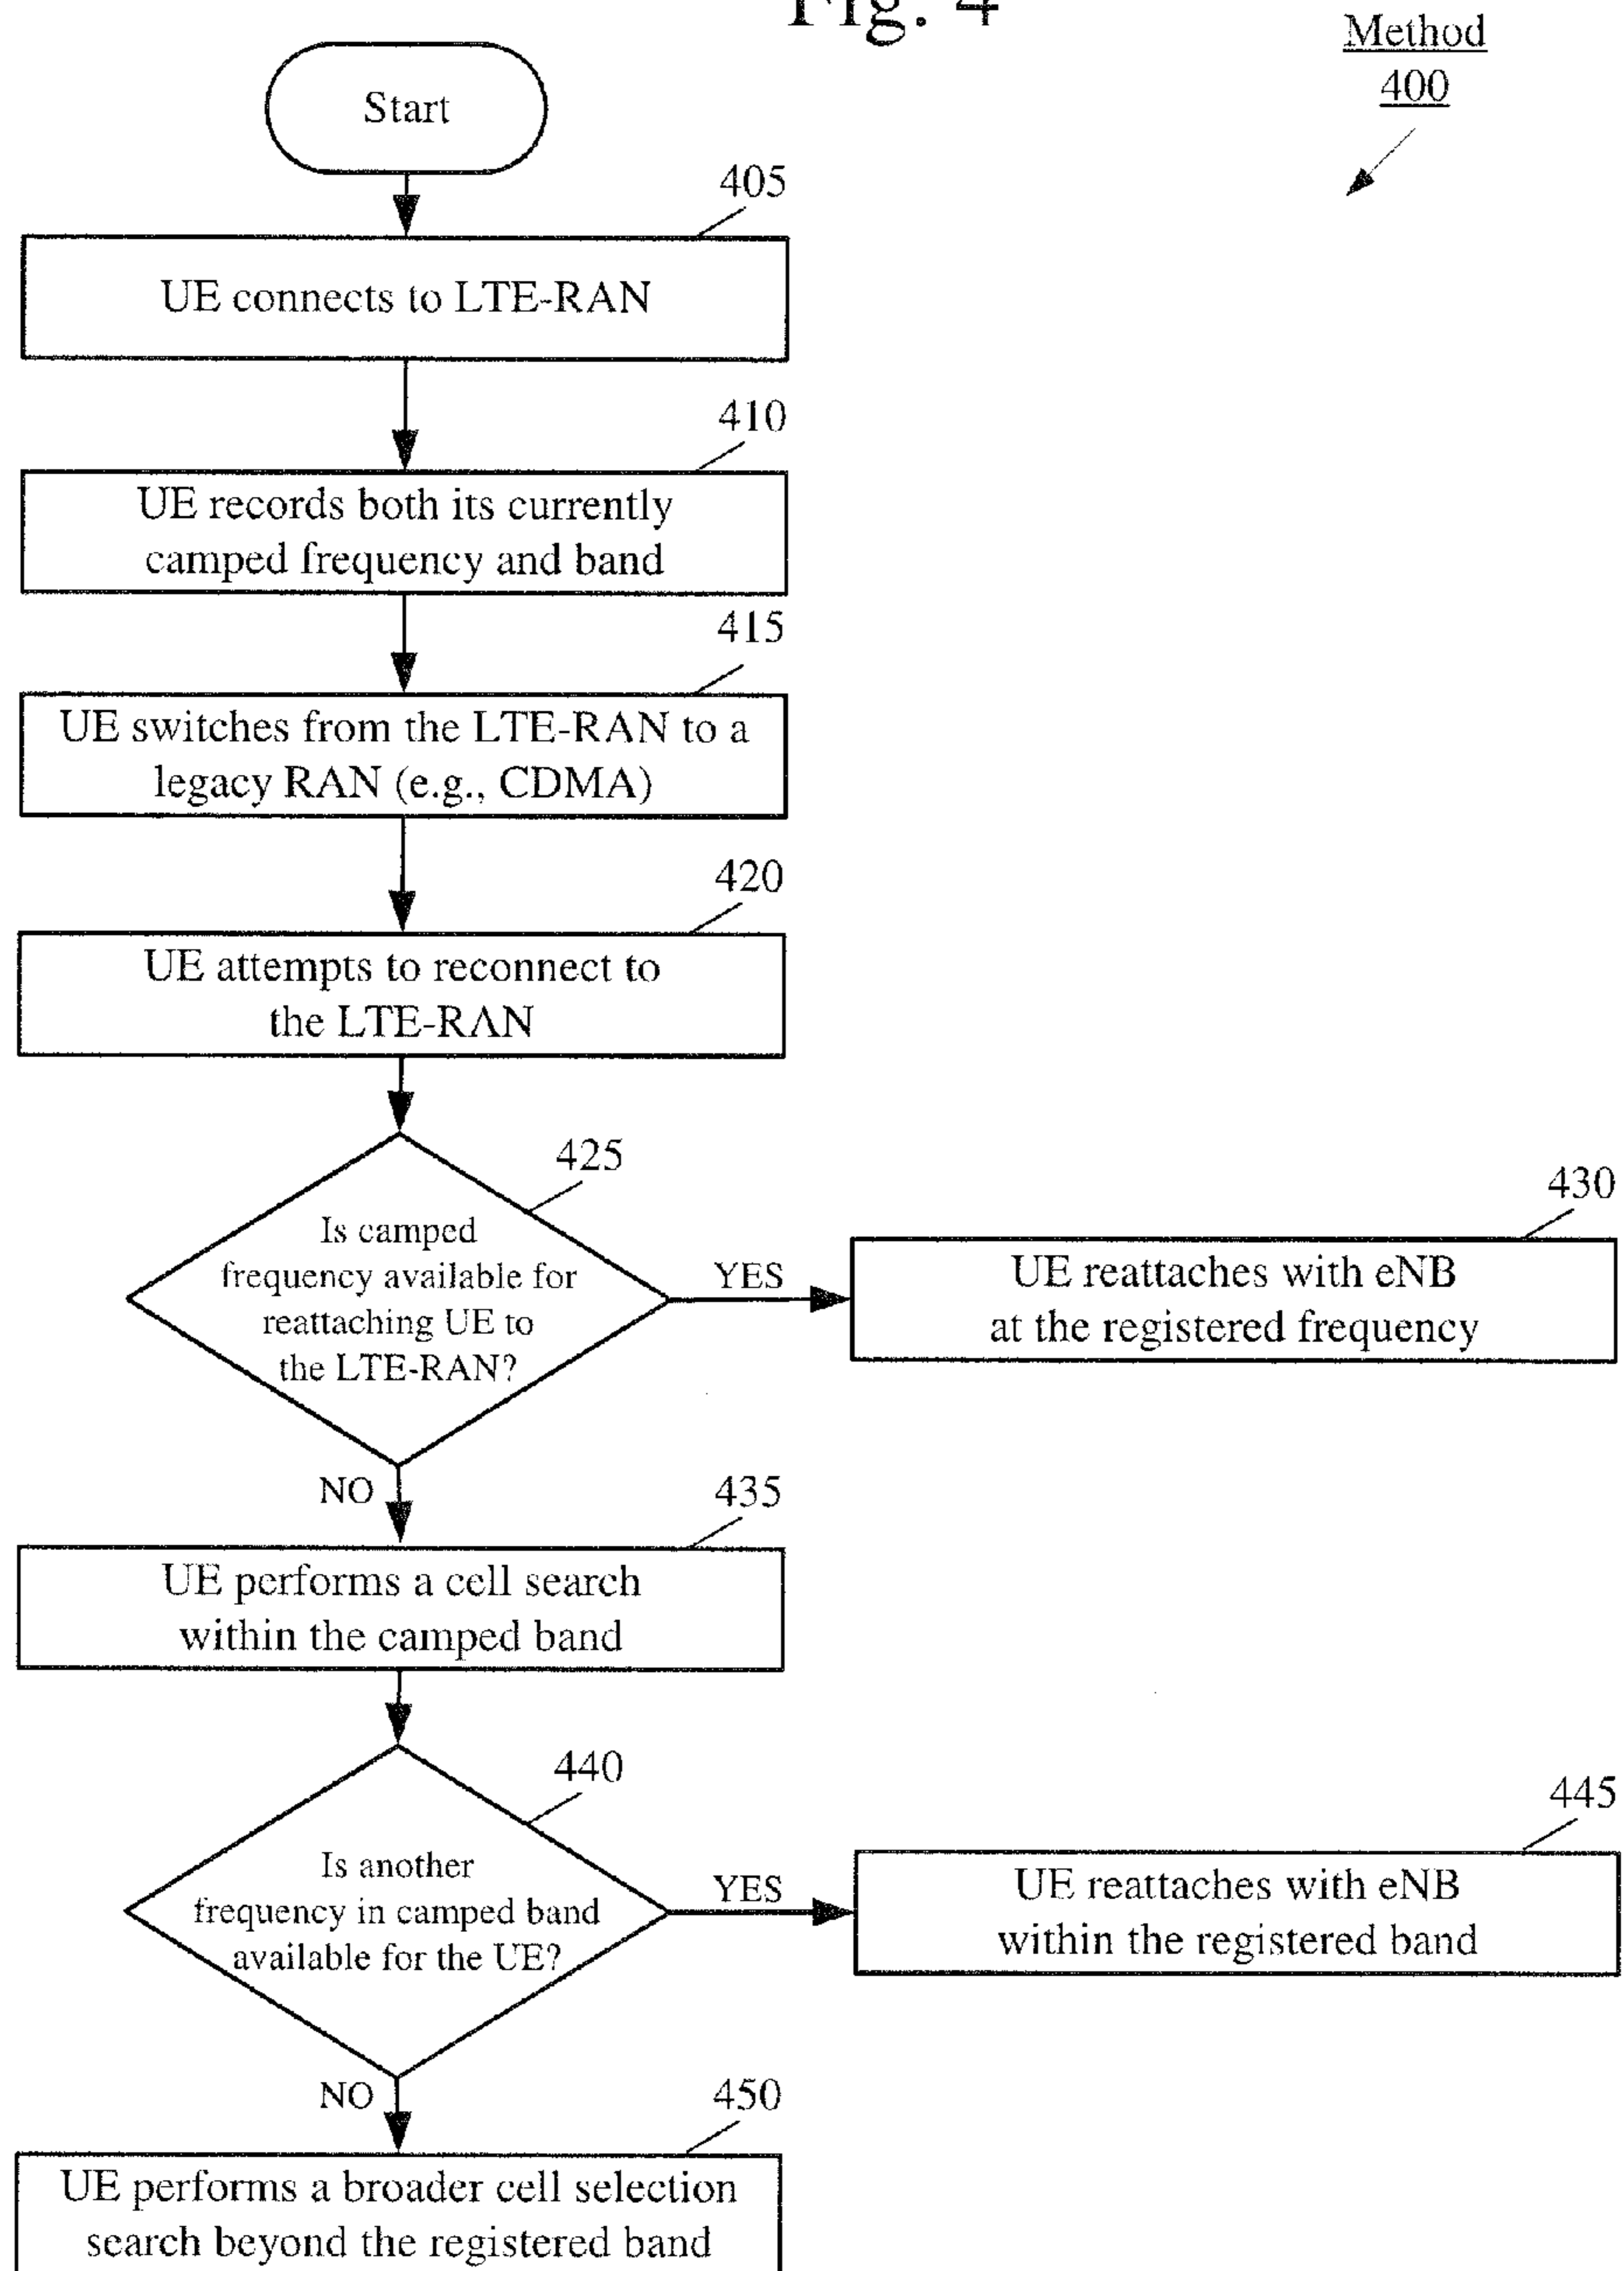 Fig. 4
Method
400
Start
405
UE connects to LTE-RAN
410
UE records both its currently
camped frequency and band
415
UE switches from the LTE-RAN to a
legacy RAN (e.g., CDMA)
420
UE attempts to reconnect to
the LTE-RAN
425
Is camped
frequency available for
reattaching UE to
the LTE-RAN?
YES
430
UE reattaches with eNB
at the registered frequency
NO
435
UE performs a cell search
within the camped band
440
Is another
frequency in camped band
available for the UE?
YES
445
UE reattaches with eNB
within the registered band
NO
450
UE performs a broader cell selection
search beyond the registered band